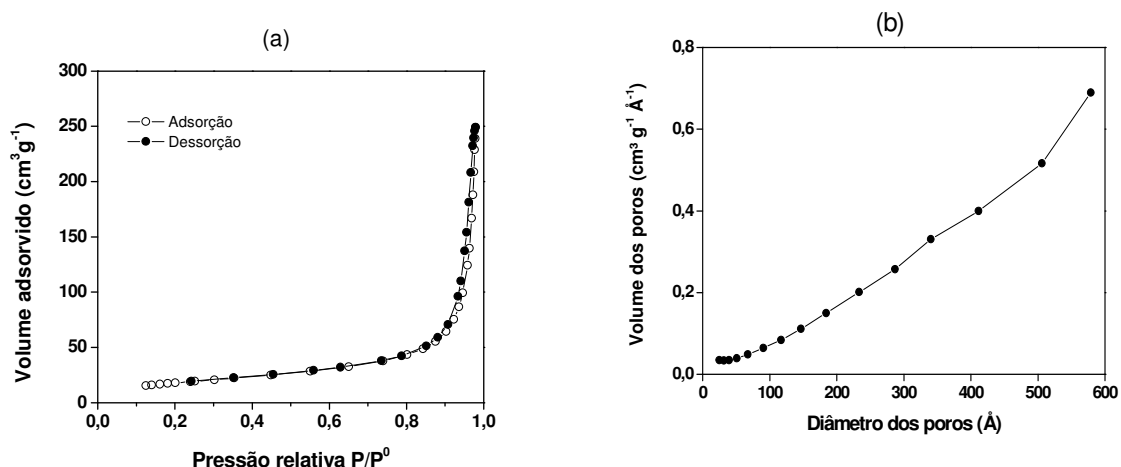 (a)
300
250
200
150
100
50
0
Volume adsorvido (cm³g⁻¹)
Adsorção
Dessorção
0,0 0,2 0,4 0,6 0,8 1,0
Pressão relativa P/P⁰
(b)
0,8
0,6
0,4
0,2
0,0
Volume dos poros (cm³ g⁻¹ Å⁻¹)
0 100 200 300 400 500 600
Diâmetro dos poros (Å)